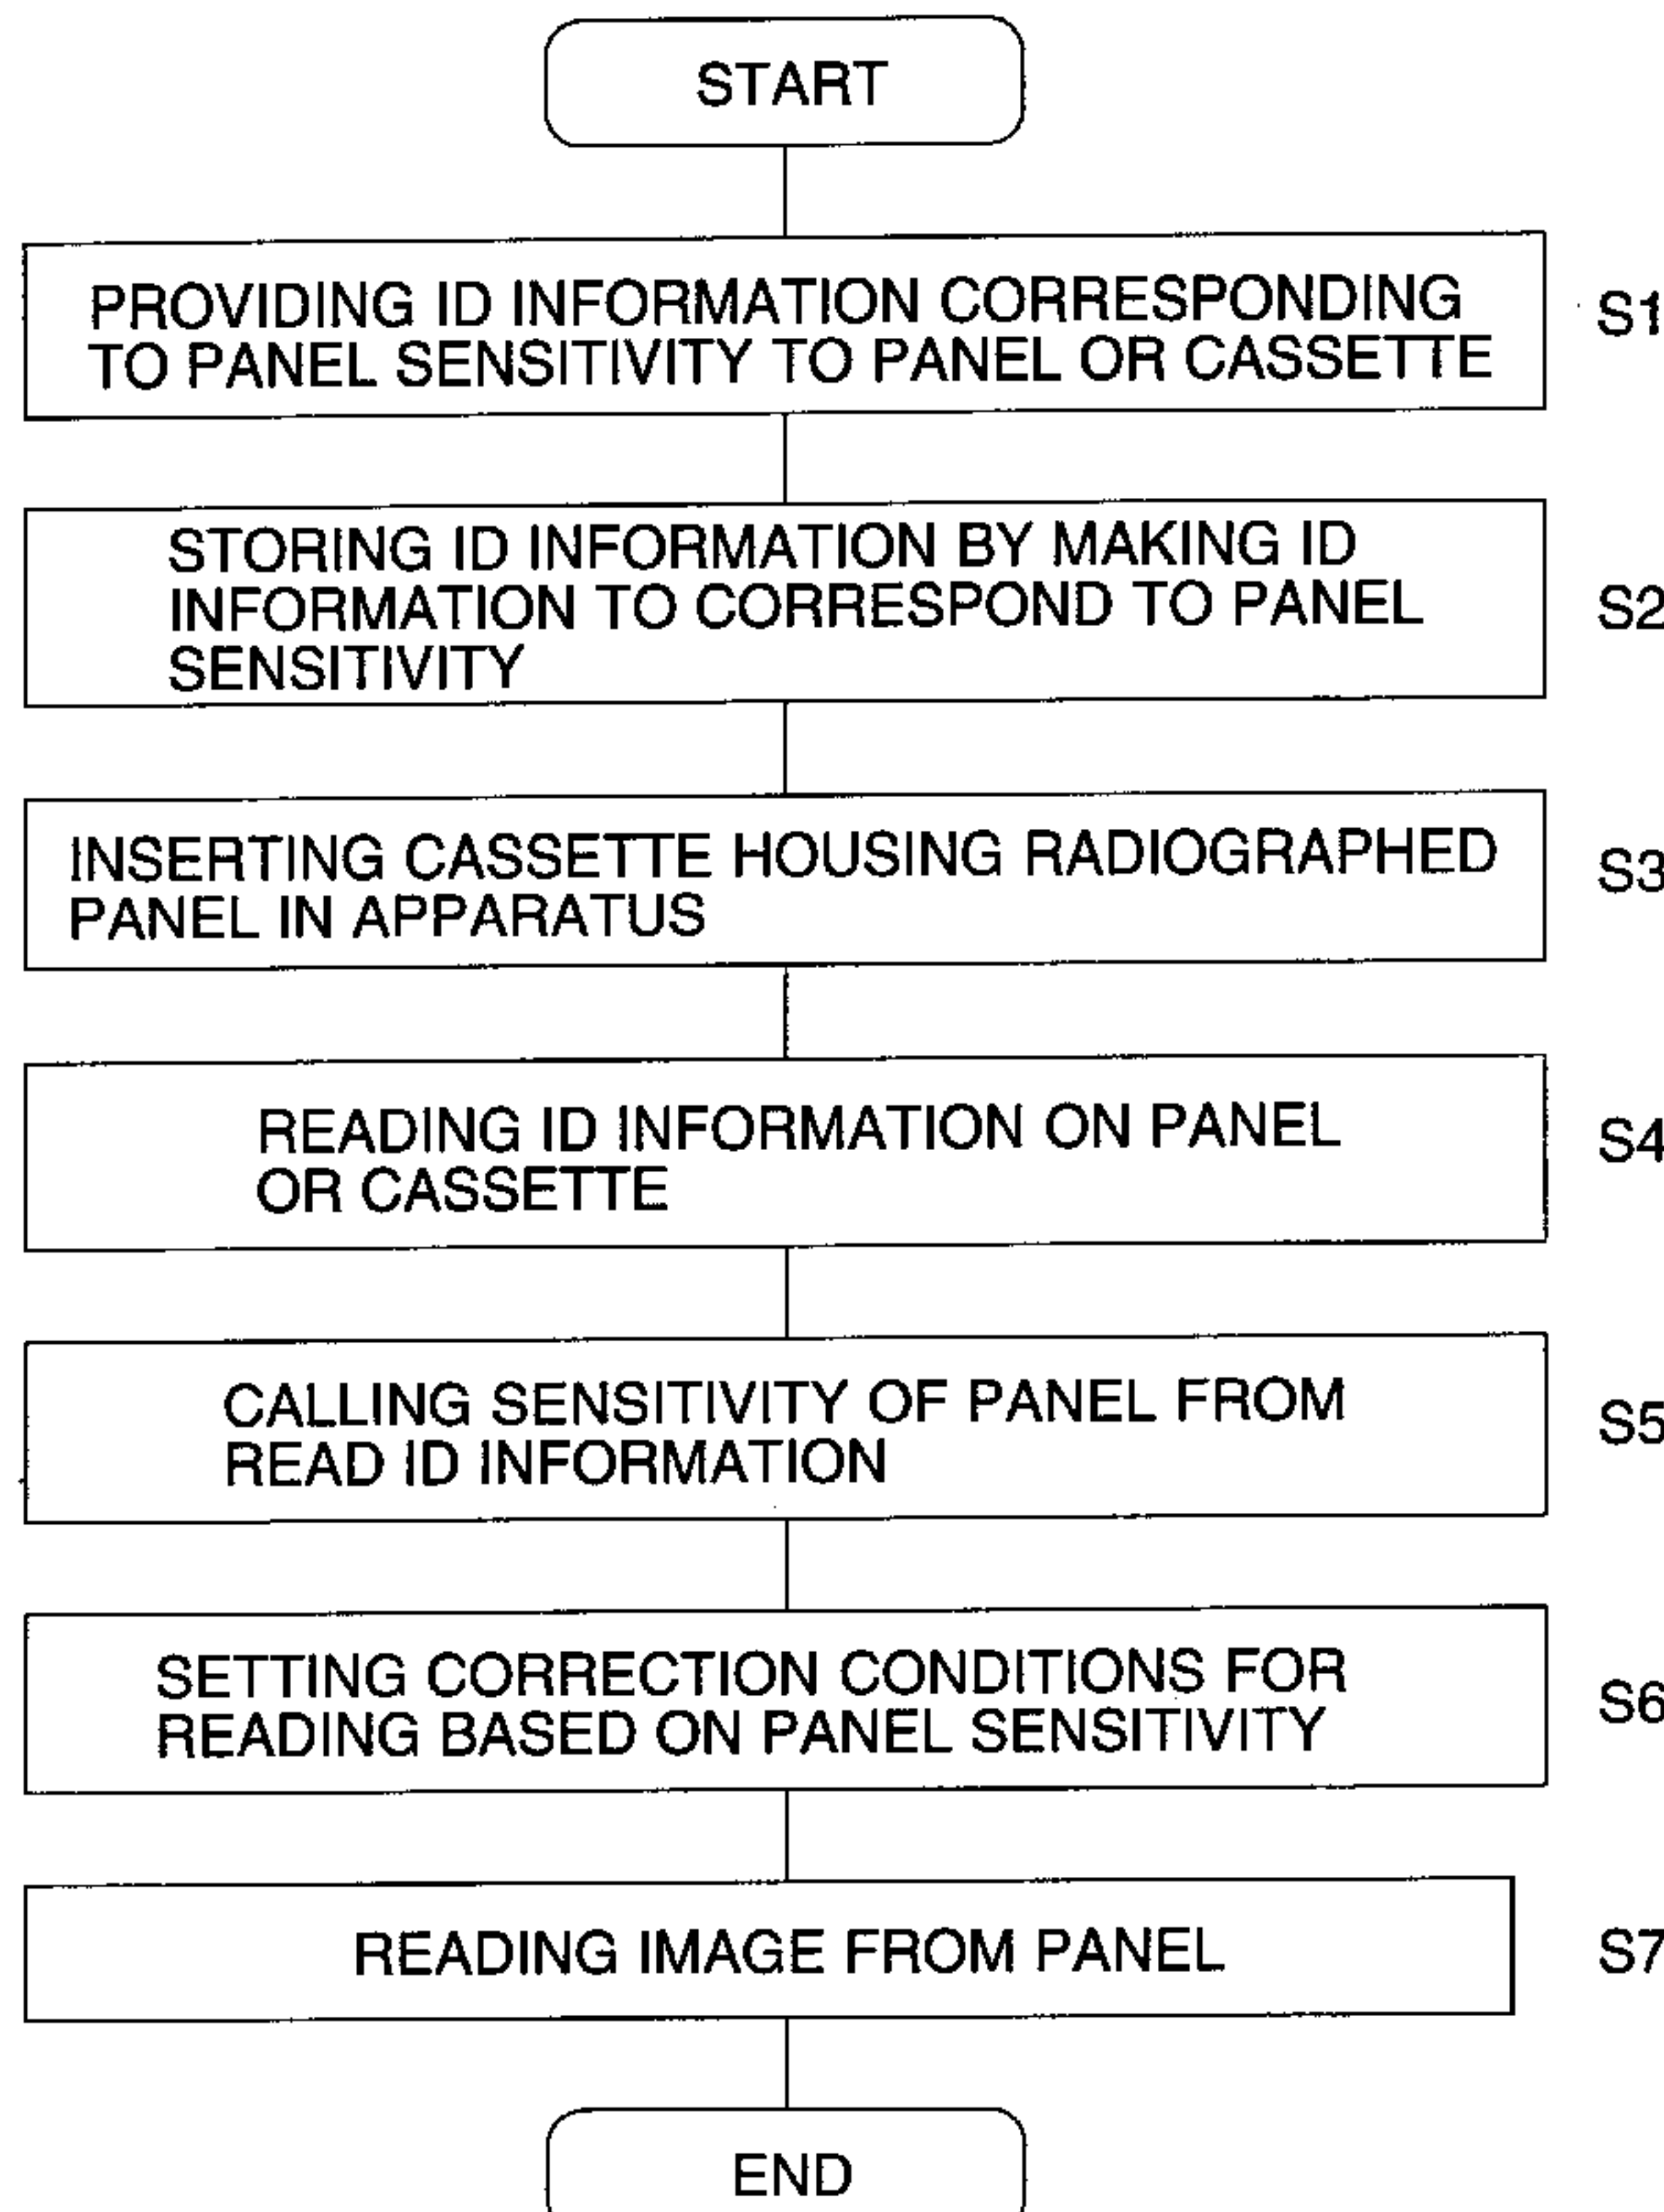 START
PROVIDING ID INFORMATION CORRESPONDING
TO PANEL SENSITIVITY TO PANEL OR CASSETTE
S1
STORING ID INFORMATION BY MAKING ID
INFORMATION TO CORRESPOND TO PANEL
SENSITIVITY
S2
INSERTING CASSETTE HOUSING RADIOGRAPHED
PANEL IN APPARATUS
S3
READING ID INFORMATION ON PANEL
OR CASSETTE
S4
CALLING SENSITIVITY OF PANEL FROM
READ ID INFORMATION
S5
SETTING CORRECTION CONDITIONS FOR
READING BASED ON PANEL SENSITIVITY
S6
READING IMAGE FROM PANEL
S7
END